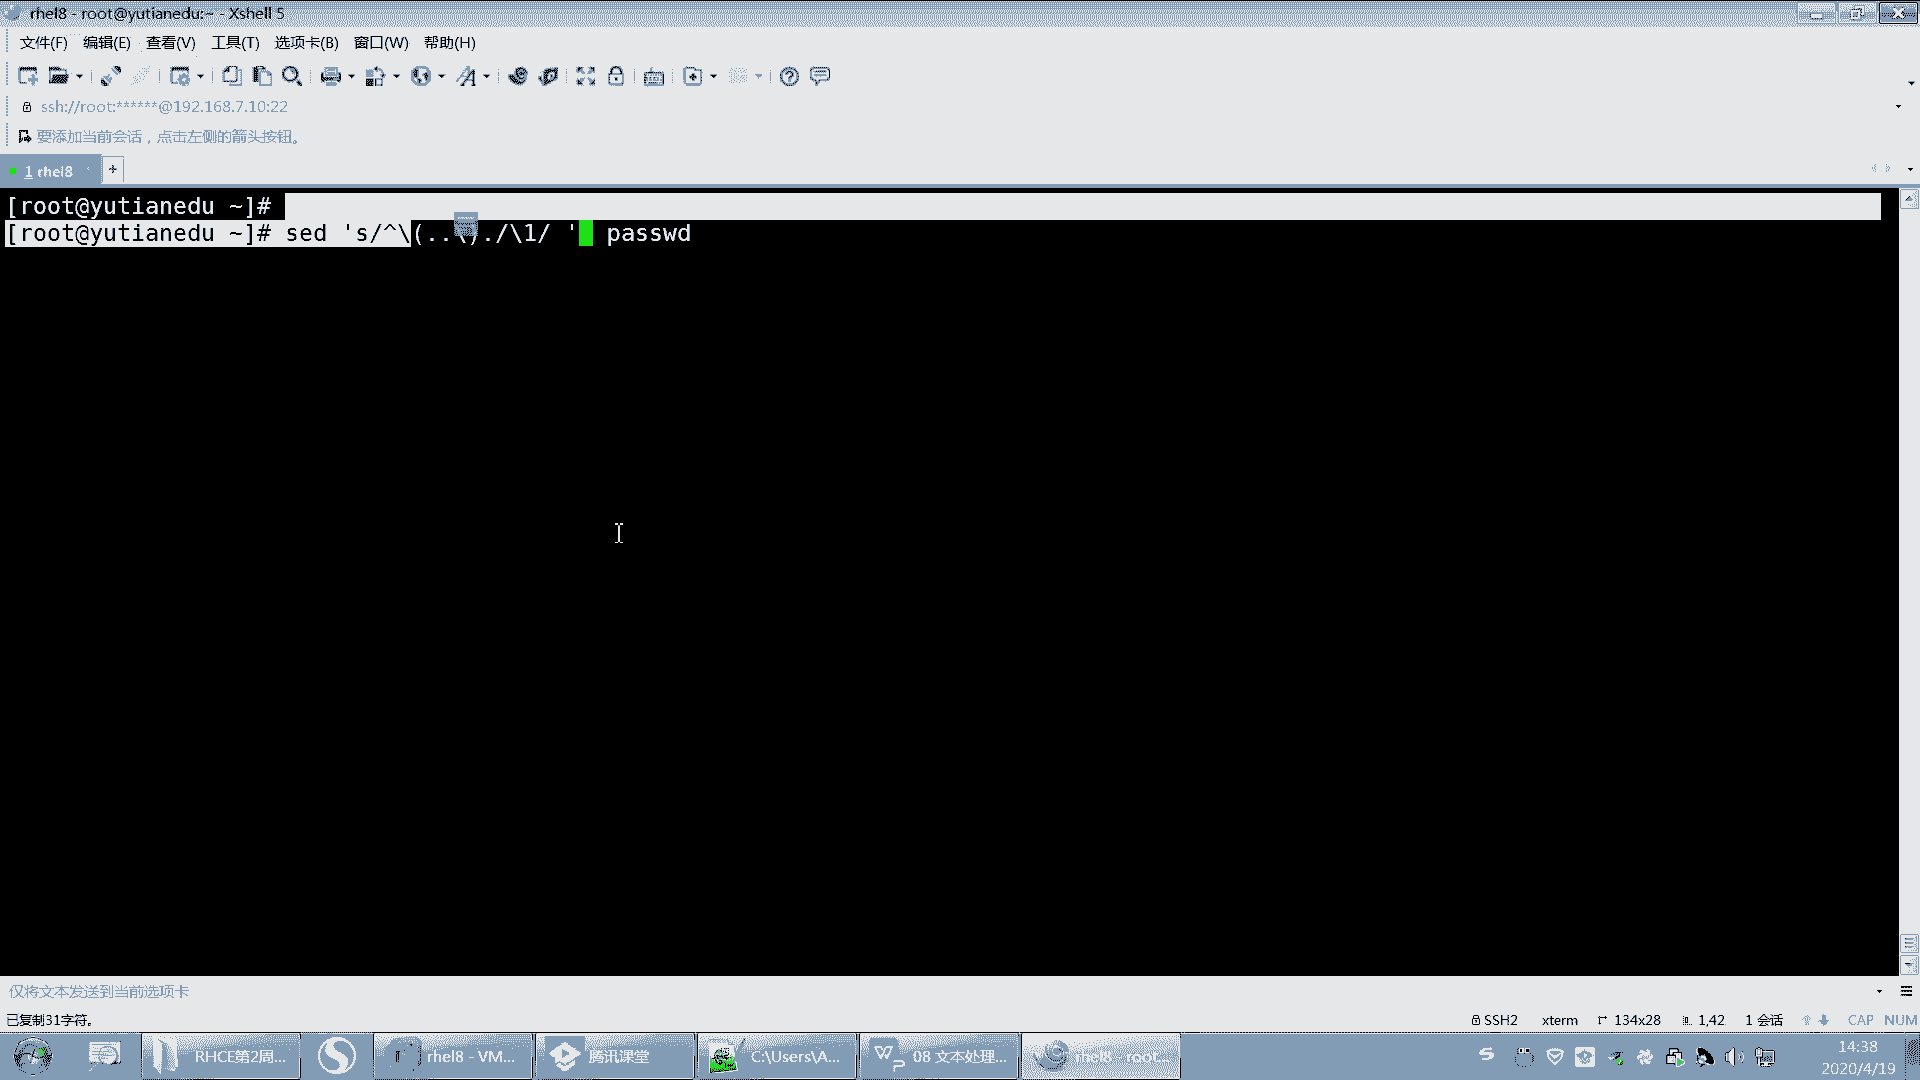 rhel8 - root@yutianedu:~ - Xshell 5
文件(F) 编辑(E) 查看(V) 工具(T) 选项卡(B) 窗口(W) 帮助(H)
ssh://root:******@192.168.7.10:22
要添加当前会话，点击左侧的箭头按钮。
1 rhel8
[root@yutianedu ~]#
[root@yutianedu ~]# sed 's/^\(..\)./\1/ ' passwd
仅将文本发送到当前选项卡
已复制31字符。
SSH2 xterm 134x28 1,42 1 会话 CAP NUM
RHCE第2周... rhel8 - VM... 腾讯课堂 C:\Users\A... 08 文本处理... rhel8 - root...
14:38
2020/4/19